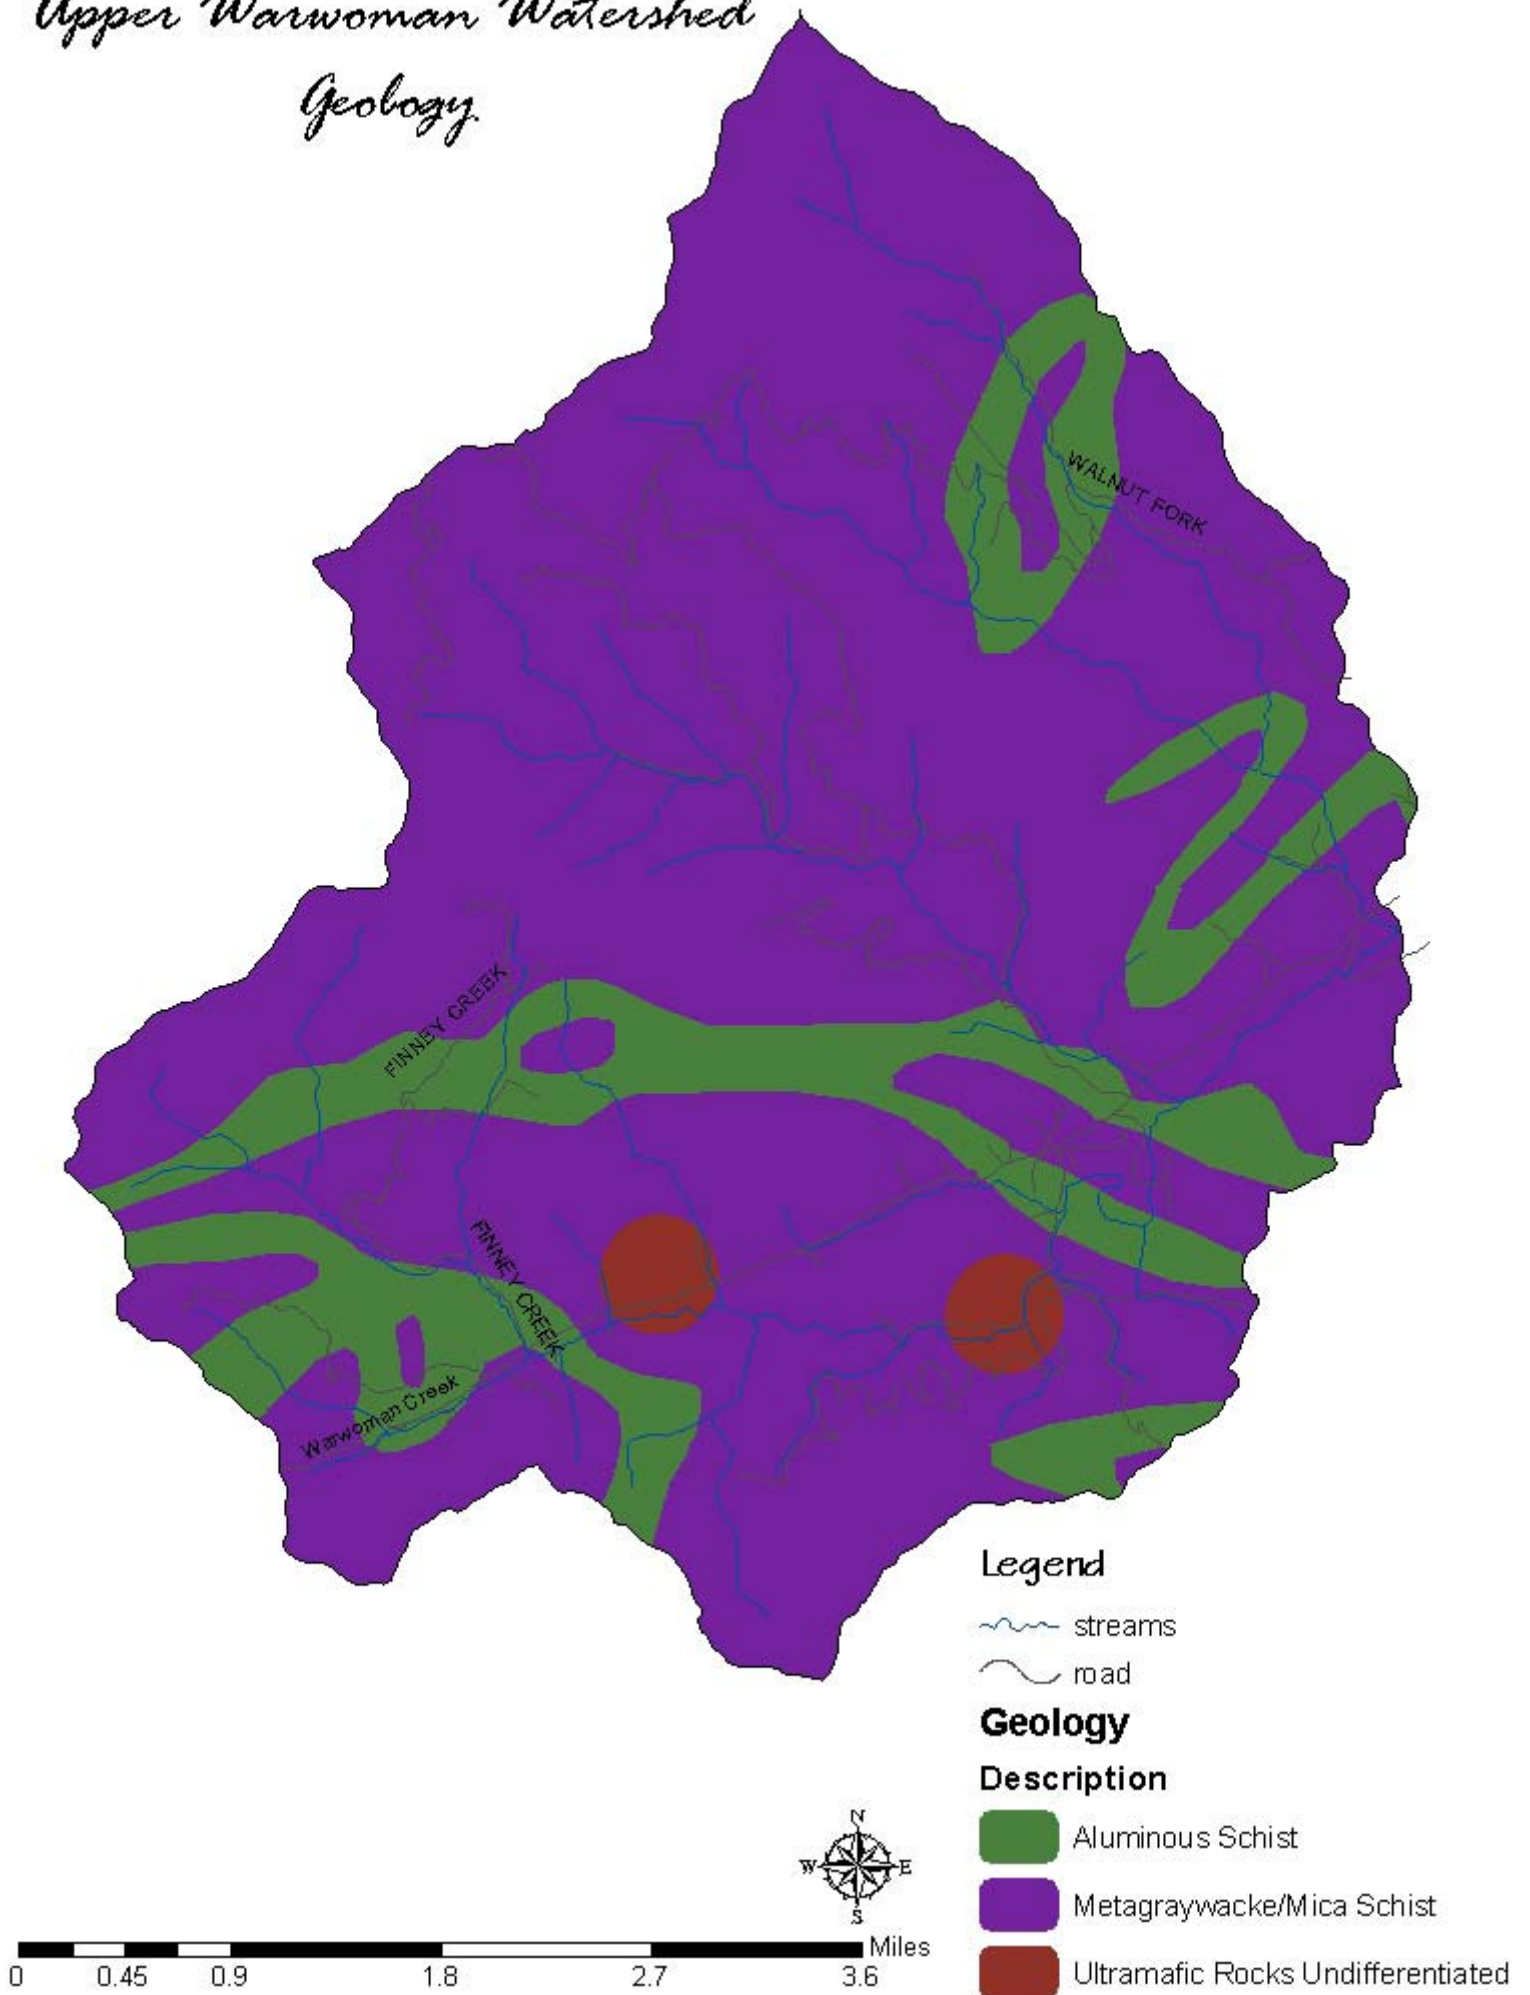 Upper Warwoman Watershed
Geology
WALNUT FORK
FINNEY CREEK
FINNEY CREEK
Warwoman Creek
Legend
streams
road
Geology
Description
Aluminous Schist
Metagraywacke/Mica Schist
Ultramafic Rocks Undifferentiated
N
W E
S
Miles
0 0.45 0.9 1.8 2.7 3.6